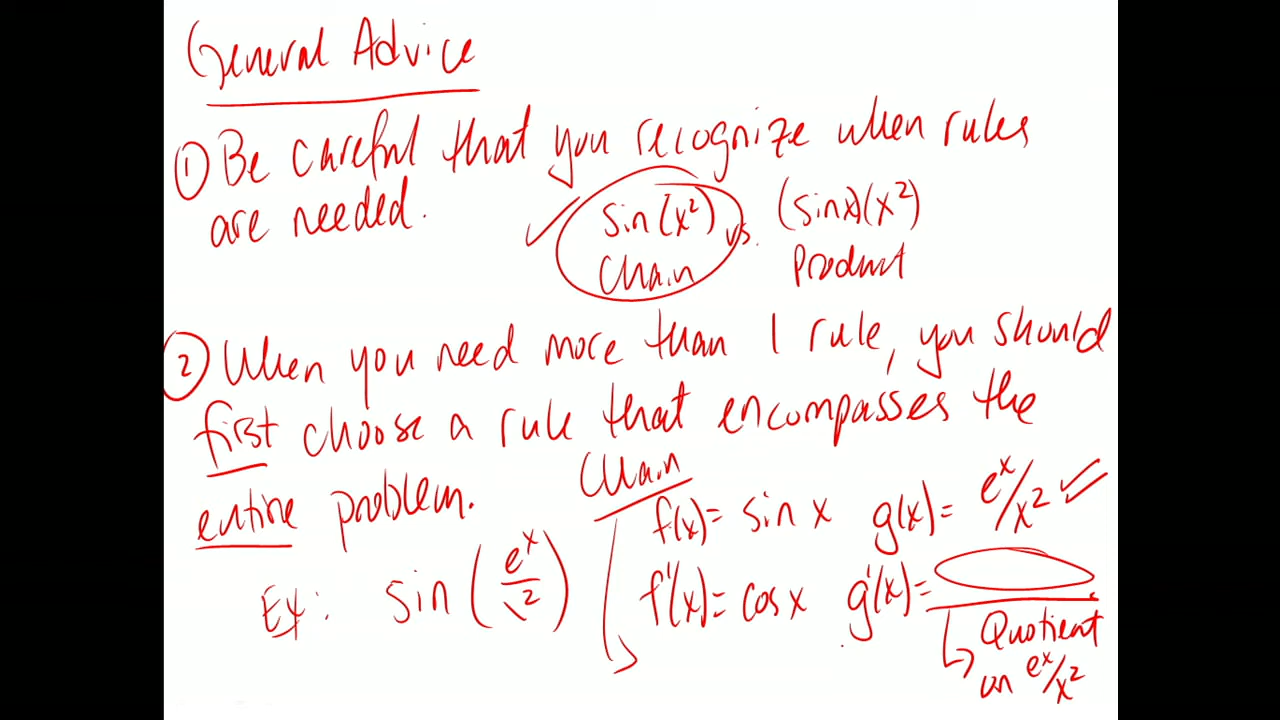 General Advice
① Be careful that you recognize when rules
are needed.
sin(x²) vs. (sinx)(x²)
Chain Product
② When you need more than 1 rule, you should
first choose a rule that encompasses the
entire problem.
Chain
f(x)= sin x g(x)= eˣ/x²
Ex: sin(eˣ/x²)
f'(x)= cos x g'(x)=
Quotient
on eˣ/x²